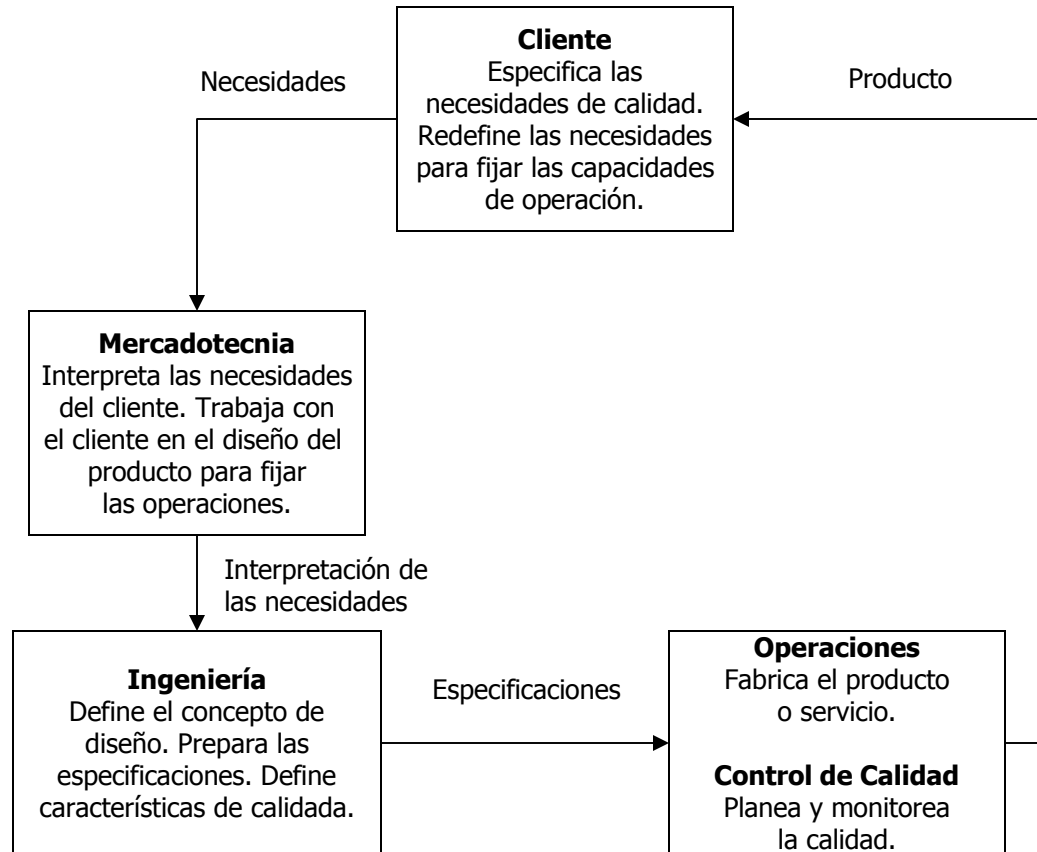 Cliente
Especifica las
necesidades de calidad.
Redefine las necesidades
para fijar las capacidades
de operación.
Necesidades
Producto
Mercadotecnia
Interpreta las necesidades
del cliente. Trabaja con
el cliente en el diseño del
producto para fijar
las operaciones.
Interpretación de
las necesidades
Ingeniería
Define el concepto de
diseño. Prepara las
especificaciones. Define
características de calidada.
Especificaciones
Operaciones
Fabrica el producto
o servicio.
Control de Calidad
Planea y monitorea
la calidad.